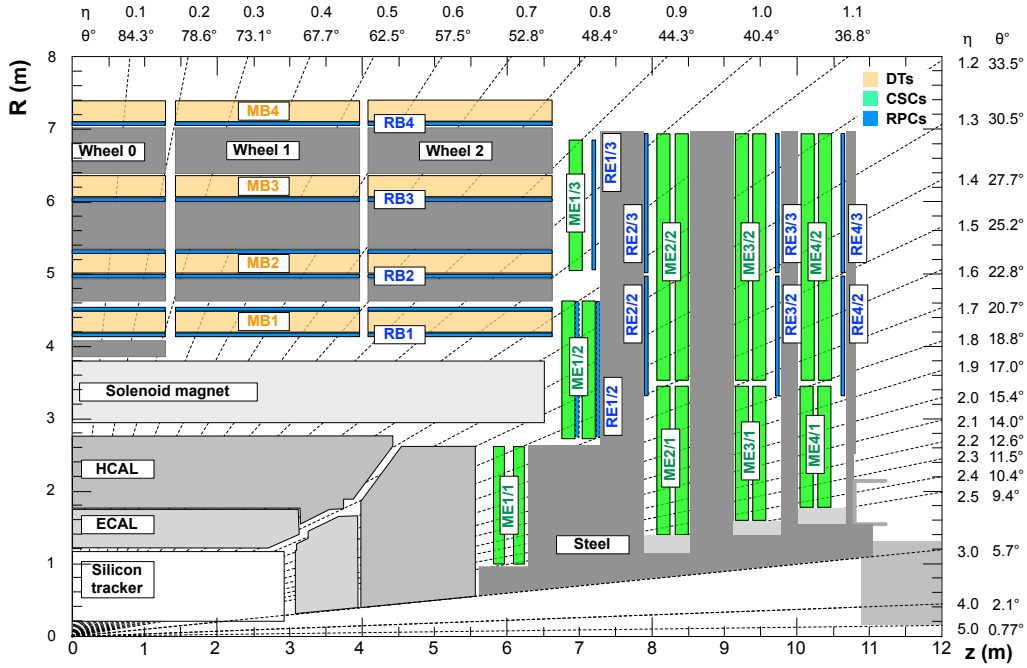 η 0.1 0.2 0.3 0.4 0.5 0.6 0.7 0.8 0.9 1.0 1.1
θ° 84.3° 78.6° 73.1° 67.7° 62.5° 57.5° 52.8° 48.4° 44.3° 40.4° 36.8°
η θ°
R (m)
8
7
6
5
4
3
2
1
0
1.2 33.5°
1.3 30.5°
1.4 27.7°
1.5 25.2°
1.6 22.8°
1.7 20.7°
1.8 18.8°
1.9 17.0°
2.0 15.4°
2.1 14.0°
2.2 12.6°
2.3 11.5°
2.4 10.4°
2.5 9.4°
3.0 5.7°
4.0 2.1°
5.0 0.77°
DTs
CSCs
RPCs
MB4
RB4
Wheel 0
Wheel 1
Wheel 2
MB3
RB3
MB2
RB2
MB1
RB1
Solenoid magnet
HCAL
ECAL
Silicon
tracker
Steel
ME1/3
RE1/3
ME1/2
RE1/2
ME1/1
RE2/3
RE2/2
ME2/2
ME2/1
ME3/2
ME3/1
RE3/3
RE3/2
ME4/2
ME4/1
RE4/3
RE4/2
0 1 2 3 4 5 6 7 8 9 10 11 12
z (m)